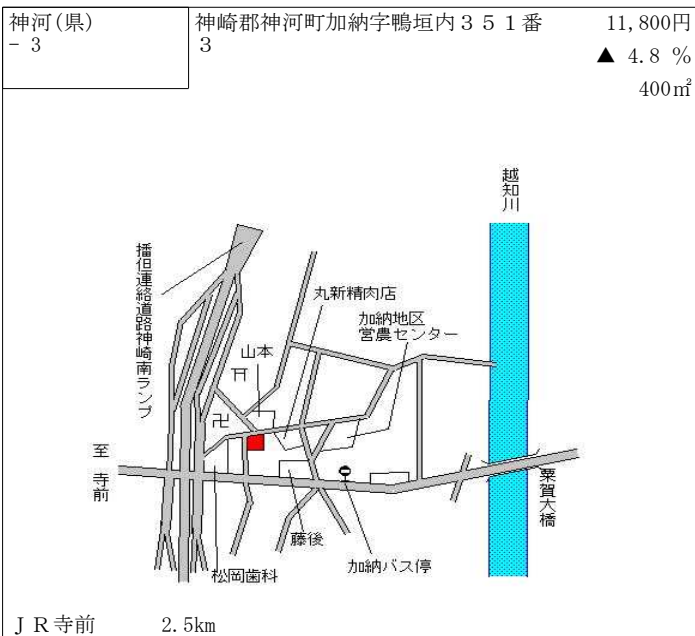 神河(県)
－３
神崎郡神河町加納字鴨垣内３５１番
３
11,800円
▲ 4.8 %
400㎡
越知川
播但連絡道路神崎南ランプ
丸新精肉店
加納地区
営農センター
山本
至 寺前
粟賀大橋
藤後
加納バス停
松岡歯科
ＪＲ寺前 2.5km